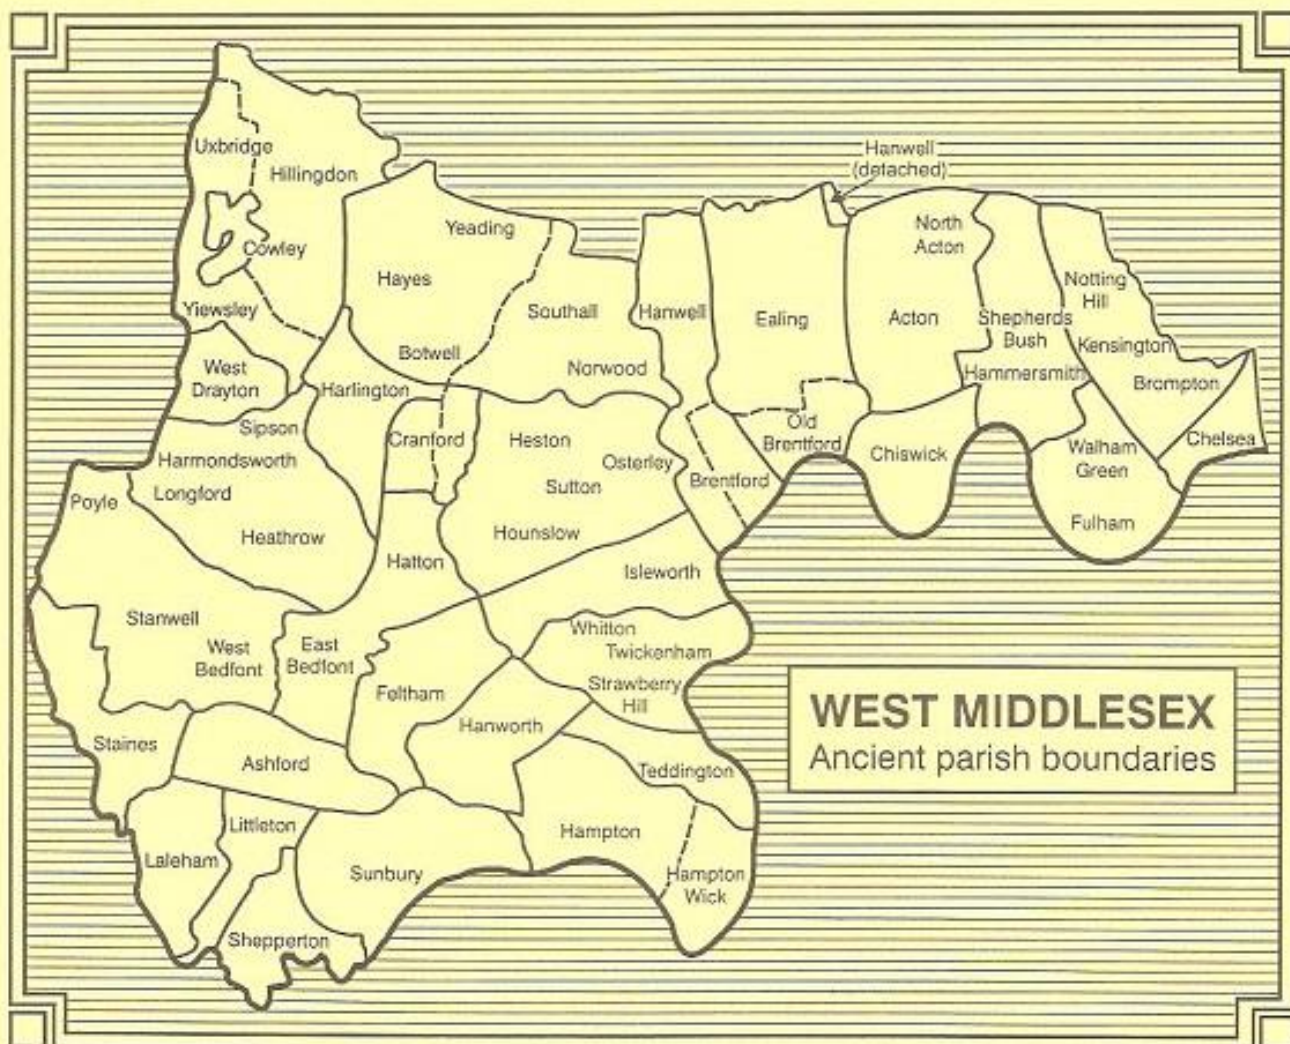 Hanwell
(detached)
Uxbridge
Hillingdon
North
Acton
Yeading
Cowley
Hayes
Notting
Hill
Yiewsley
Southall
Hanwell
Ealing
Acton
Shepherds
Bush
Kensington
Botwell
West
Drayton
Norwood
Hammersmith
Brompton
Harlington
Sipson
Cranford
Heston
Old
Brentford
Chiswick
Walham
Green
Chelsea
Harmondsworth
Osterley
Longford
Sutton
Brentford
Poyle
Heathrow
Hounslow
Fulham
Hatton
Isleworth
Stanwell
Whitton
Twickenham
West
Bedfont
East
Bedfont
Strawberry
Hill
Feltham
Hanworth
WEST MIDDLESEX
Ancient parish boundaries
Staines
Ashford
Teddington
Littleton
Hampton
Laleham
Sunbury
Hampton
Wick
Shepperton